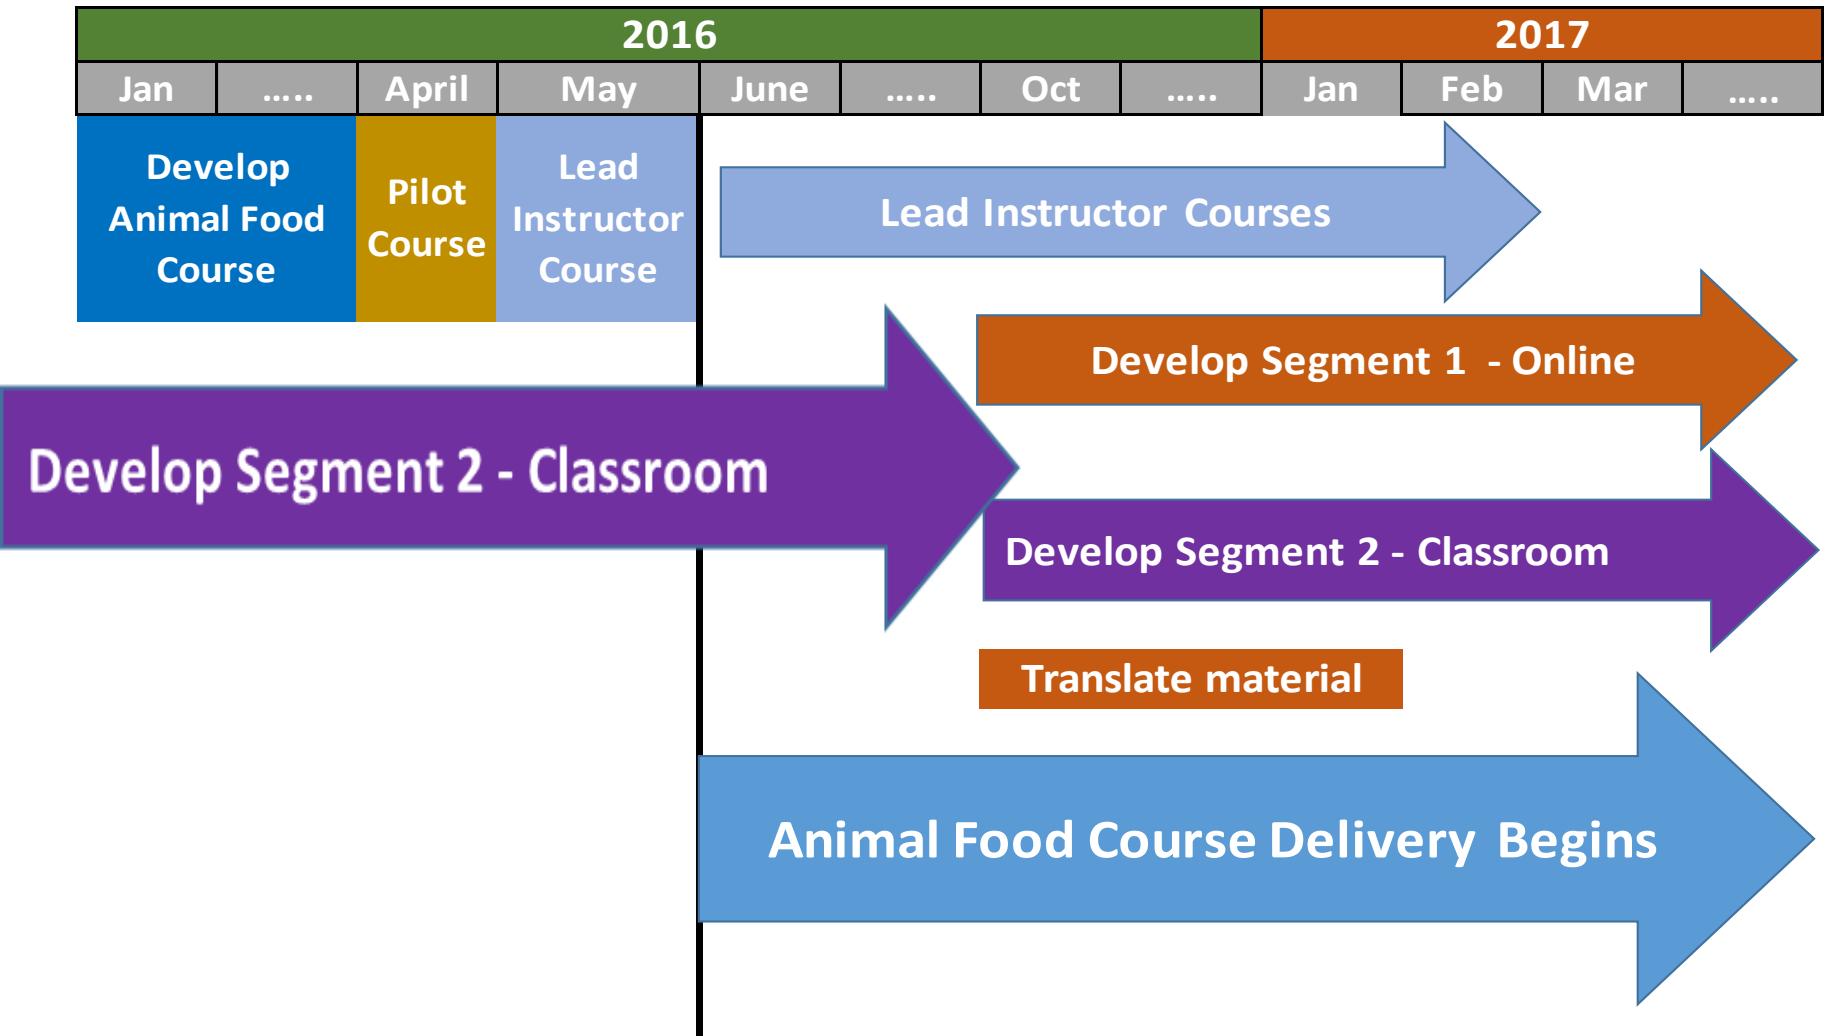 2016
2017
Jan
.....
April
May
June
.....
Oct
.....
Jan
Feb
Mar
.....
Develop
Animal Food
Course
Pilot
Course
Lead
Instructor
Course
Lead Instructor Courses
Develop Segment 1 - Online
Develop Segment 2 - Classroom
Develop Segment 2 - Classroom
Translate material
Animal Food Course Delivery Begins